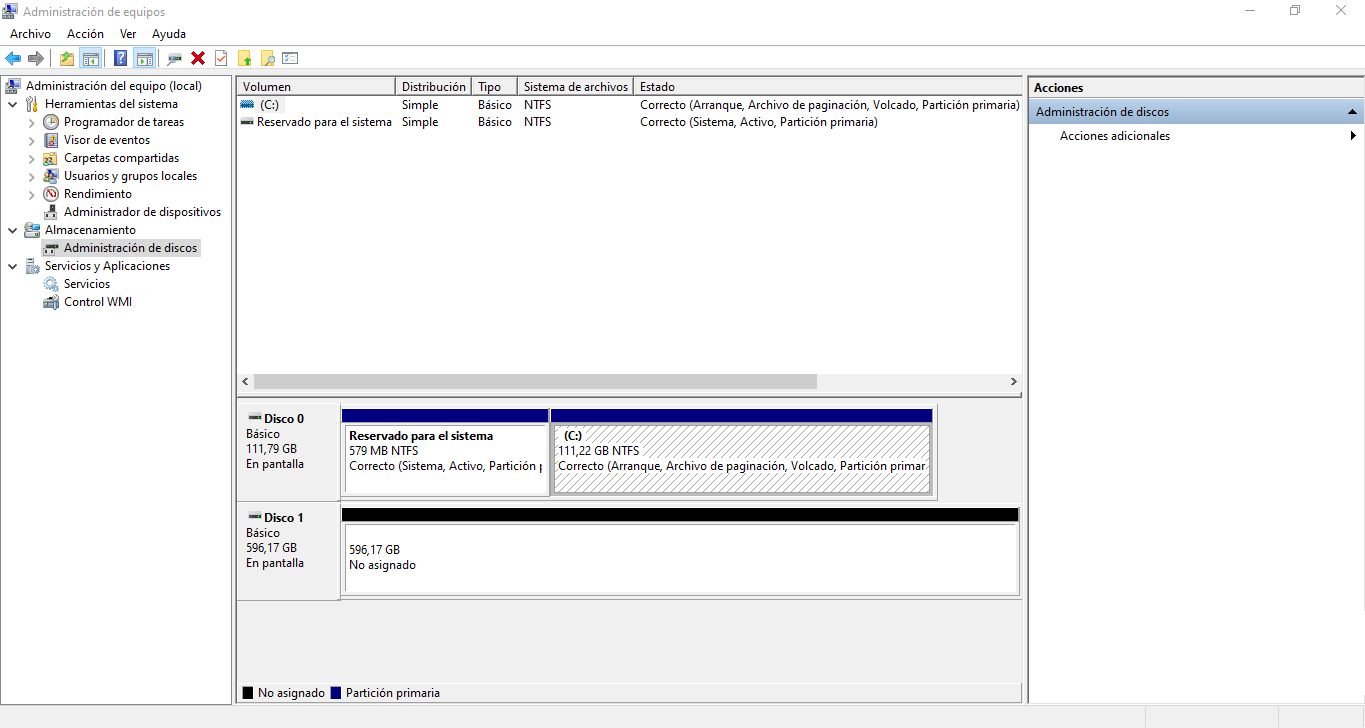 Administración de equipos
Archivo Acción Ver Ayuda
Administración del equipo (local)
Herramientas del sistema
Programador de tareas
Visor de eventos
Carpetas compartidas
Usuarios y grupos locales
Rendimiento
Administrador de dispositivos
Almacenamiento
Administración de discos
Servicios y Aplicaciones
Servicios
Control WMI
Volumen Distribución Tipo Sistema de archivos Estado
(C:) Simple Básico NTFS Correcto (Arranque, Archivo de paginación, Volcado, Partición primaria)
Reservado para el sistema Simple Básico NTFS Correcto (Sistema, Activo, Partición primaria)
Disco 0
Básico
111,79 GB
En pantalla
Reservado para el sistema
579 MB NTFS
Correcto (Sistema, Activo, Partición p
(C:)
111,22 GB NTFS
Correcto (Arranque, Archivo de paginación, Volcado, Partición primar
Disco 1
Básico
596,17 GB
En pantalla
596,17 GB
No asignado
No asignado Partición primaria
Acciones
Administración de discos
Acciones adicionales